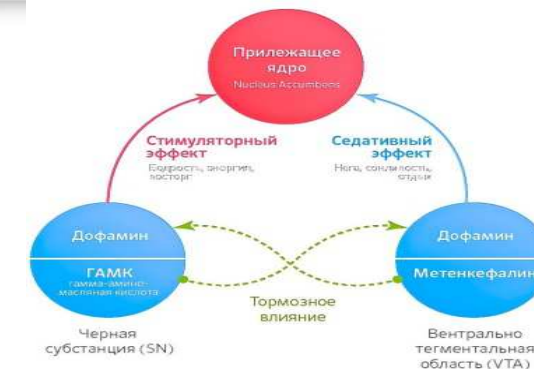 Прилежащее
ядро
Nucleus Accumbens
Стимуляторный
эффект
Бодрость, энергия,
восторг
Седативный
эффект
Нега, сонливость,
отдых
Дофамин
ГАМК
гамма-амино-
масляная кислота
Дофамин
Метенкефалин
Тормозное
влияние
Черная
субстанция (SN)
Вентрально
тегментальная
область (VTA)